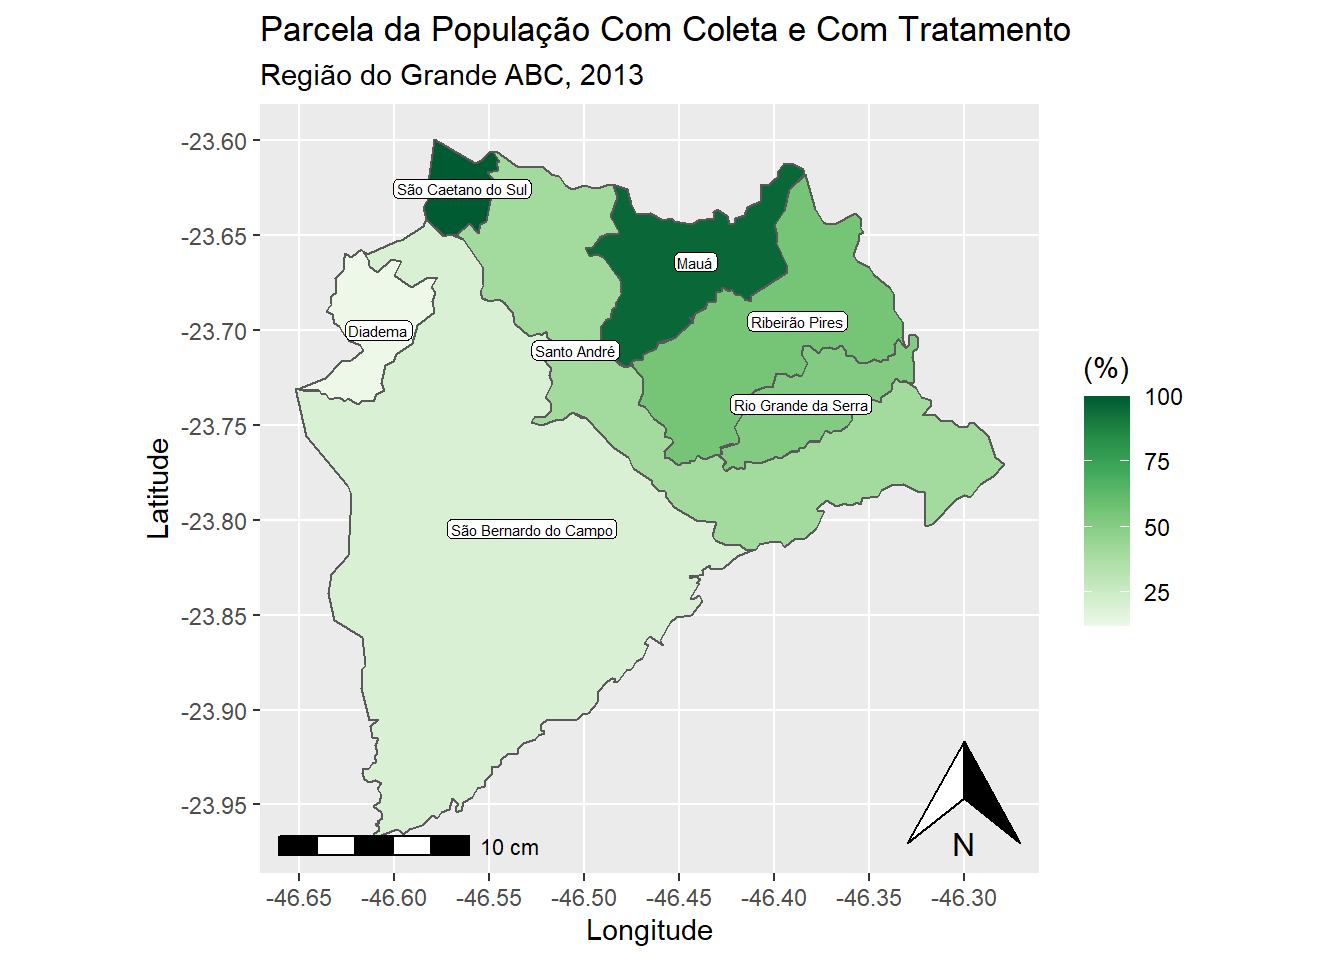 Parcela da População Com Coleta e Com Tratamento
Região do Grande ABC, 2013
-23.60
-23.65
-23.70
-23.75
-23.80
-23.85
-23.90
-23.95
Latitude
São Caetano do Sul
Mauá
Ribeirão Pires
Diadema
Santo André
Rio Grande da Serra
São Bernardo do Campo
10 cm
N
-46.65
-46.60
-46.55
-46.50
-46.45
-46.40
-46.35
-46.30
Longitude
(%)
100
75
50
25